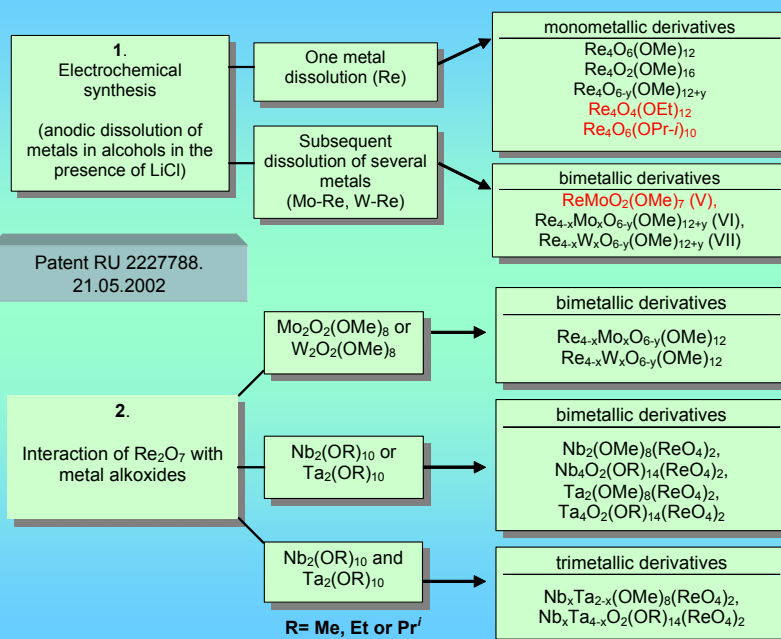 1.
Electrochemical
synthesis
(anodic dissolution of
metals in alcohols in the
presence of LiCl)
One metal
dissolution (Re)
Subsequent
dissolution of several
metals
(Mo-Re, W-Re)
monometallic derivatives
Re₄O₆(OMe)₁₂
Re₄O₂(OMe)₁₆
Re₄O₆₋y(OMe)₁₂₊y
Re₄O₄(OEt)₁₂
Re₄O₆(OPr-i)₁₀
bimetallic derivatives
ReMoO₂(OMe)₇ (V),
Re₄₋ₓMoₓO₆₋y(OMe)₁₂₊y (VI),
Re₄₋ₓWₓO₆₋y(OMe)₁₂₊y (VII)
Patent RU 2227788.
21.05.2002
2.
Interaction of Re₂O₇ with
metal alkoxides
Mo₂O₂(OMe)₈ or
W₂O₂(OMe)₈
bimetallic derivatives
Re₄₋ₓMoₓO₆₋y(OMe)₁₂
Re₄₋ₓWₓO₆₋y(OMe)₁₂
Nb₂(OR)₁₀ or
Ta₂(OR)₁₀
bimetallic derivatives
Nb₂(OMe)₈(ReO₄)₂,
Nb₄O₂(OR)₁₄(ReO₄)₂,
Ta₂(OMe)₈(ReO₄)₂,
Ta₄O₂(OR)₁₄(ReO₄)₂
Nb₂(OR)₁₀ and
Ta₂(OR)₁₀
trimetallic derivatives
NbₓTa₂₋ₓ(OMe)₈(ReO₄)₂,
NbₓTa₄₋ₓO₂(OR)₁₄(ReO₄)₂
R= Me, Et or Prⁱ